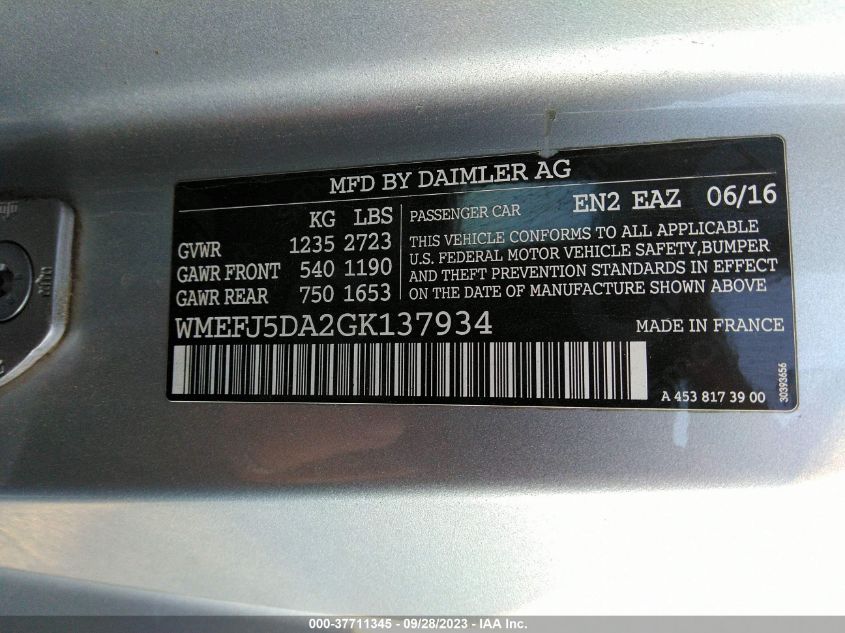 MFD BY DAIMLER AG
EN2 EAZ 06/16
KG LBS
GVWR 1235 2723
GAWR FRONT 540 1190
GAWR REAR 750 1653
PASSENGER CAR
THIS VEHICLE CONFORMS TO ALL APPLICABLE
U.S. FEDERAL MOTOR VEHICLE SAFETY,BUMPER
AND THEFT PREVENTION STANDARDS IN EFFECT
ON THE DATE OF MANUFACTURE SHOWN ABOVE
WMEFJ5DA2GK137934
MADE IN FRANCE
A 453 817 39 00
30393656
000-37711345 - 09/28/2023 - IAA Inc.